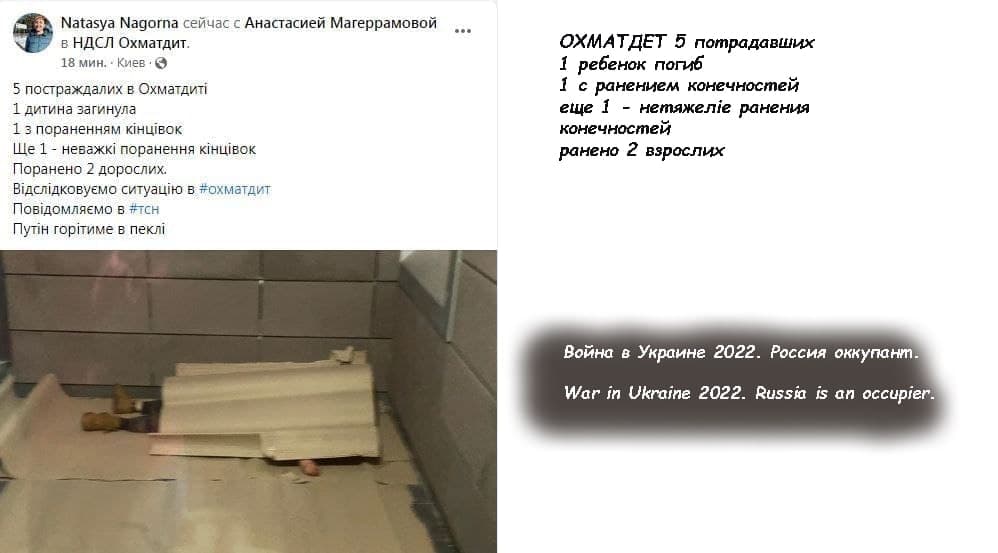 Natasya Nagorna сейчас с Анастасией Магеррамовой
в НДСЛ Охматдит.
18 мин. · Киев ·
5 постраждалих в Охматдиті
1 дитина загинула
1 з пораненням кінцівок
Ще 1 - неважкі поранення кінцівок
Поранено 2 дорослих.
Відслідковуємо ситуацію в #охматдит
Повідомляємо в #тсн
Путін горітиме в пеклі
ОХМАТДЕТ 5 потрадавших
1 ребенок погиб
1 с ранением конечностей
еще 1 - нетяжеліе ранения
конечностей
ранено 2 взрослих
Война в Украине 2022. Россия оккупант.
War in Ukraine 2022. Russia is an occupier.